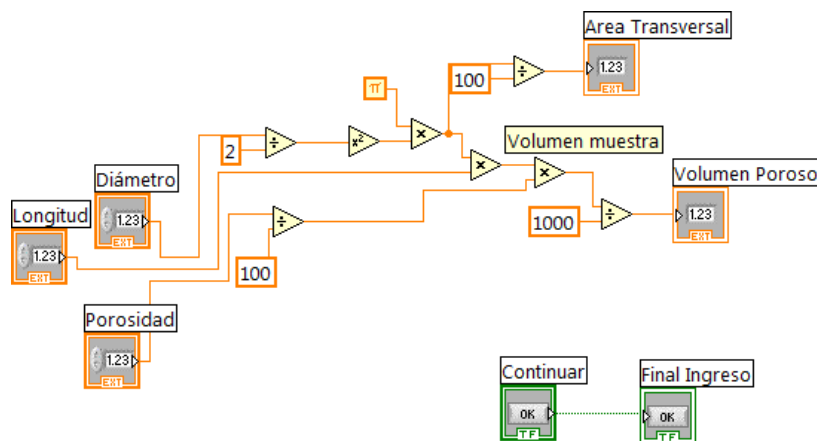 Area Transversal
1.23
EXT
100
÷
π
2
÷
x²
×
Volumen muestra
×
×
Diámetro
1.23
EXT
Longitud
1.23
EXT
÷
100
1000
÷
Volumen Poroso
1.23
EXT
Porosidad
1.23
EXT
Continuar
OK
TF
Final Ingreso
OK
TF